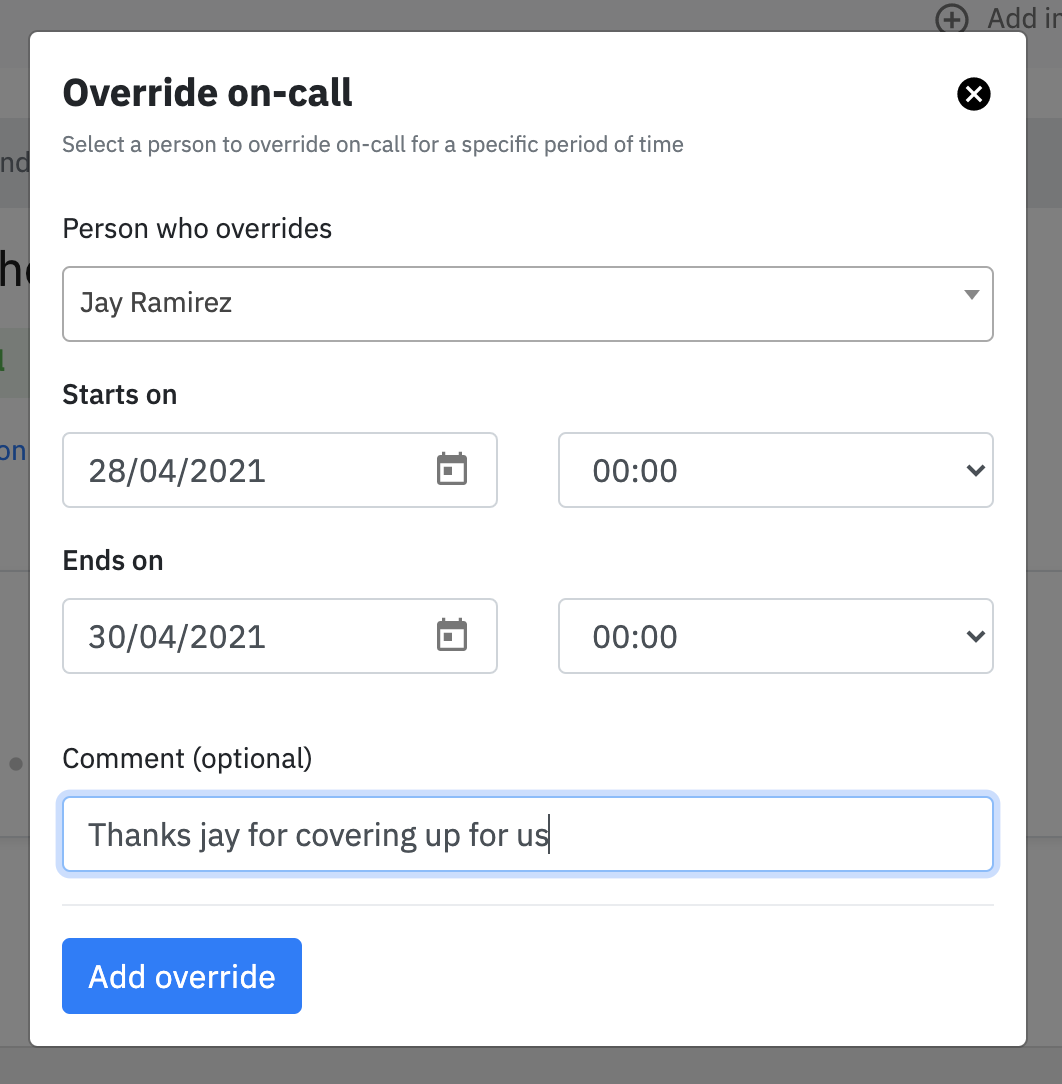 Add in
Override on-call
Select a person to override on-call for a specific period of time
Person who overrides
Jay Ramirez
Starts on
28/04/2021 00:00
Ends on
30/04/2021 00:00
Comment (optional)
Thanks jay for covering up for us
Add override
on